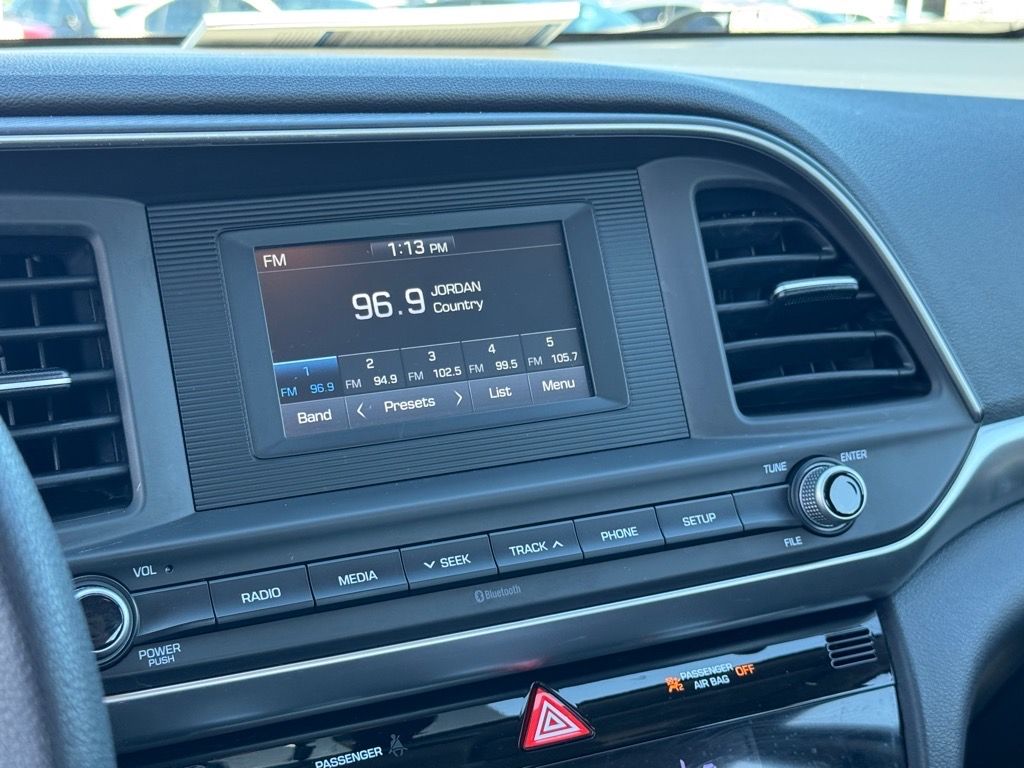 FM
1:13 PM
96.9
JORDAN
Country
1
FM 96.9
2
FM 94.9
3
FM 102.5
4
FM 99.5
5
FM 105.7
Band
< Presets >
List
Menu
VOL
POWER
PUSH
RADIO
MEDIA
SEEK
TRACK
PHONE
SETUP
TUNE
ENTER
FILE
Bluetooth
PASSENGER
AIR BAG
OFF
2
PASSENGER